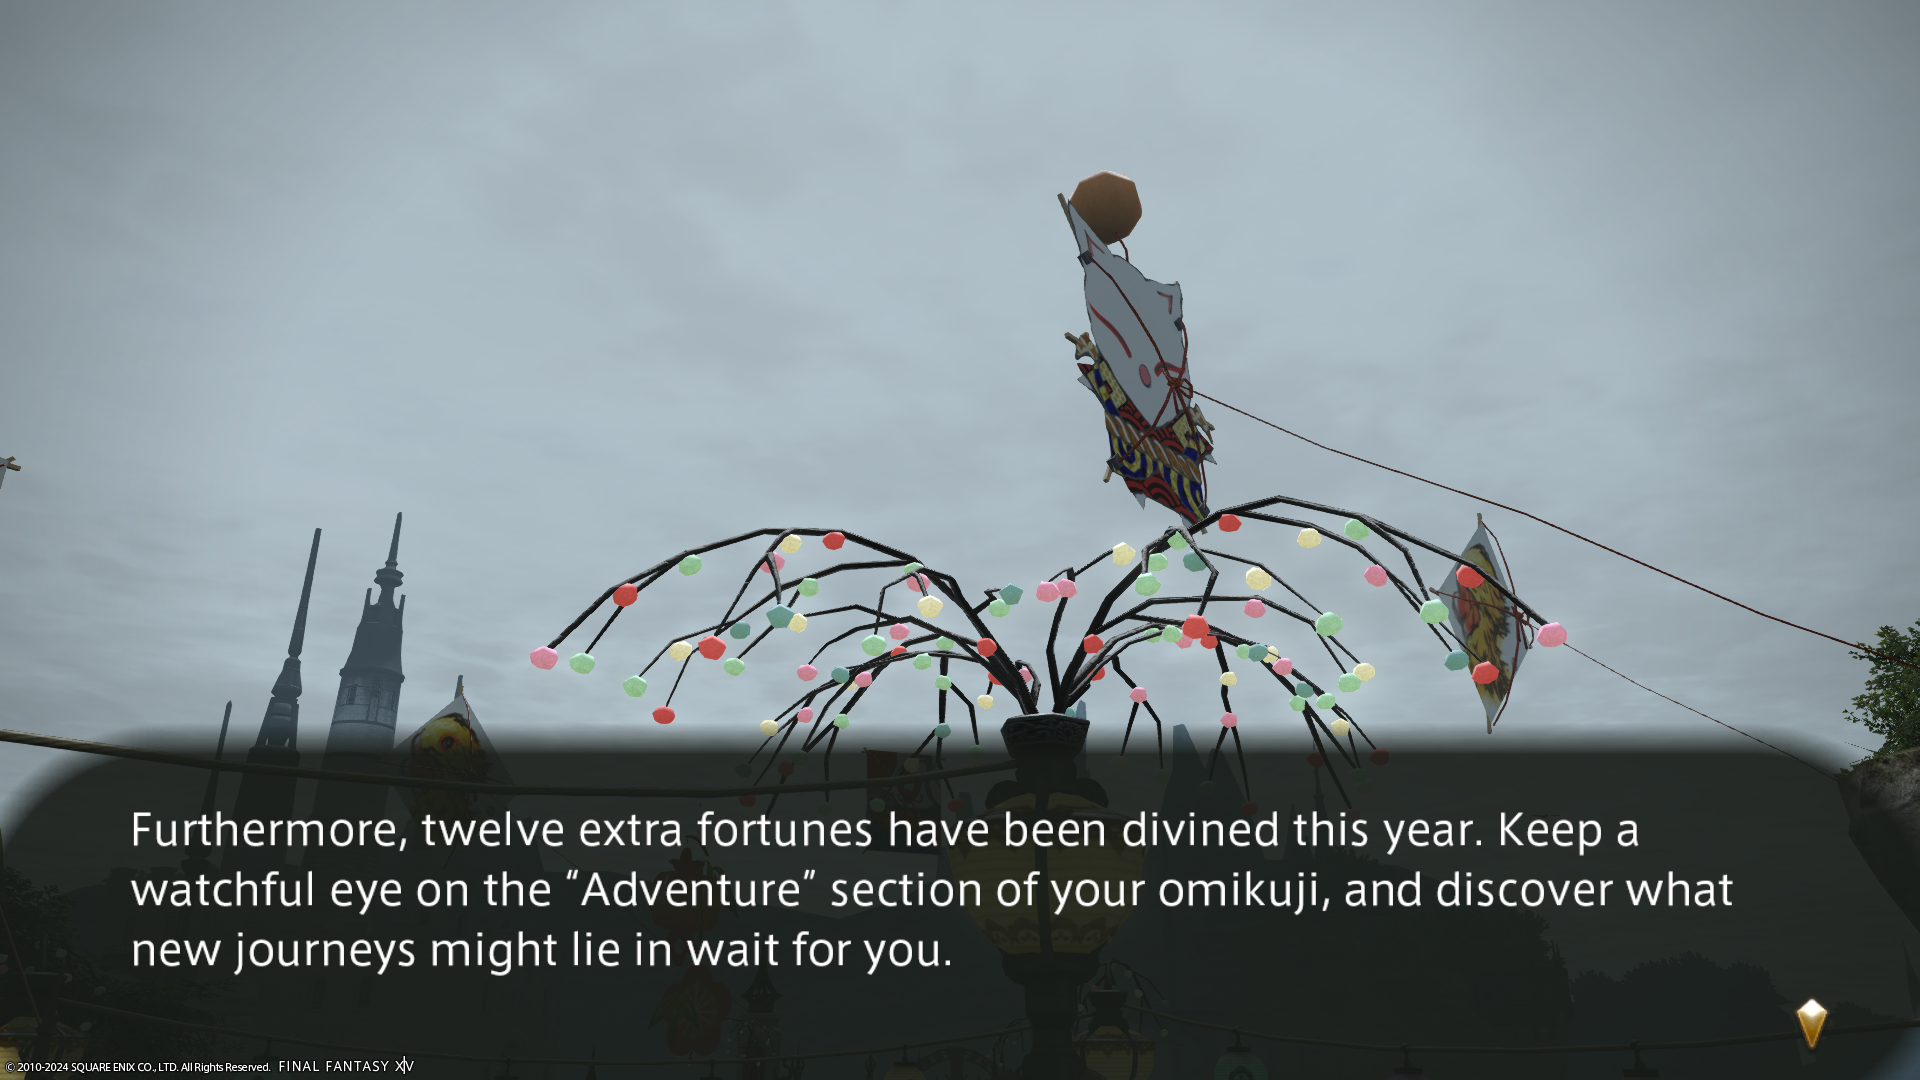 Furthermore, twelve extra fortunes have been divined this year. Keep a
watchful eye on the “Adventure” section of your omikuji, and discover what
new journeys might lie in wait for you.
© 2010-2024 SQUARE ENIX CO., LTD. All Rights Reserved. FINAL FANTASY XIV